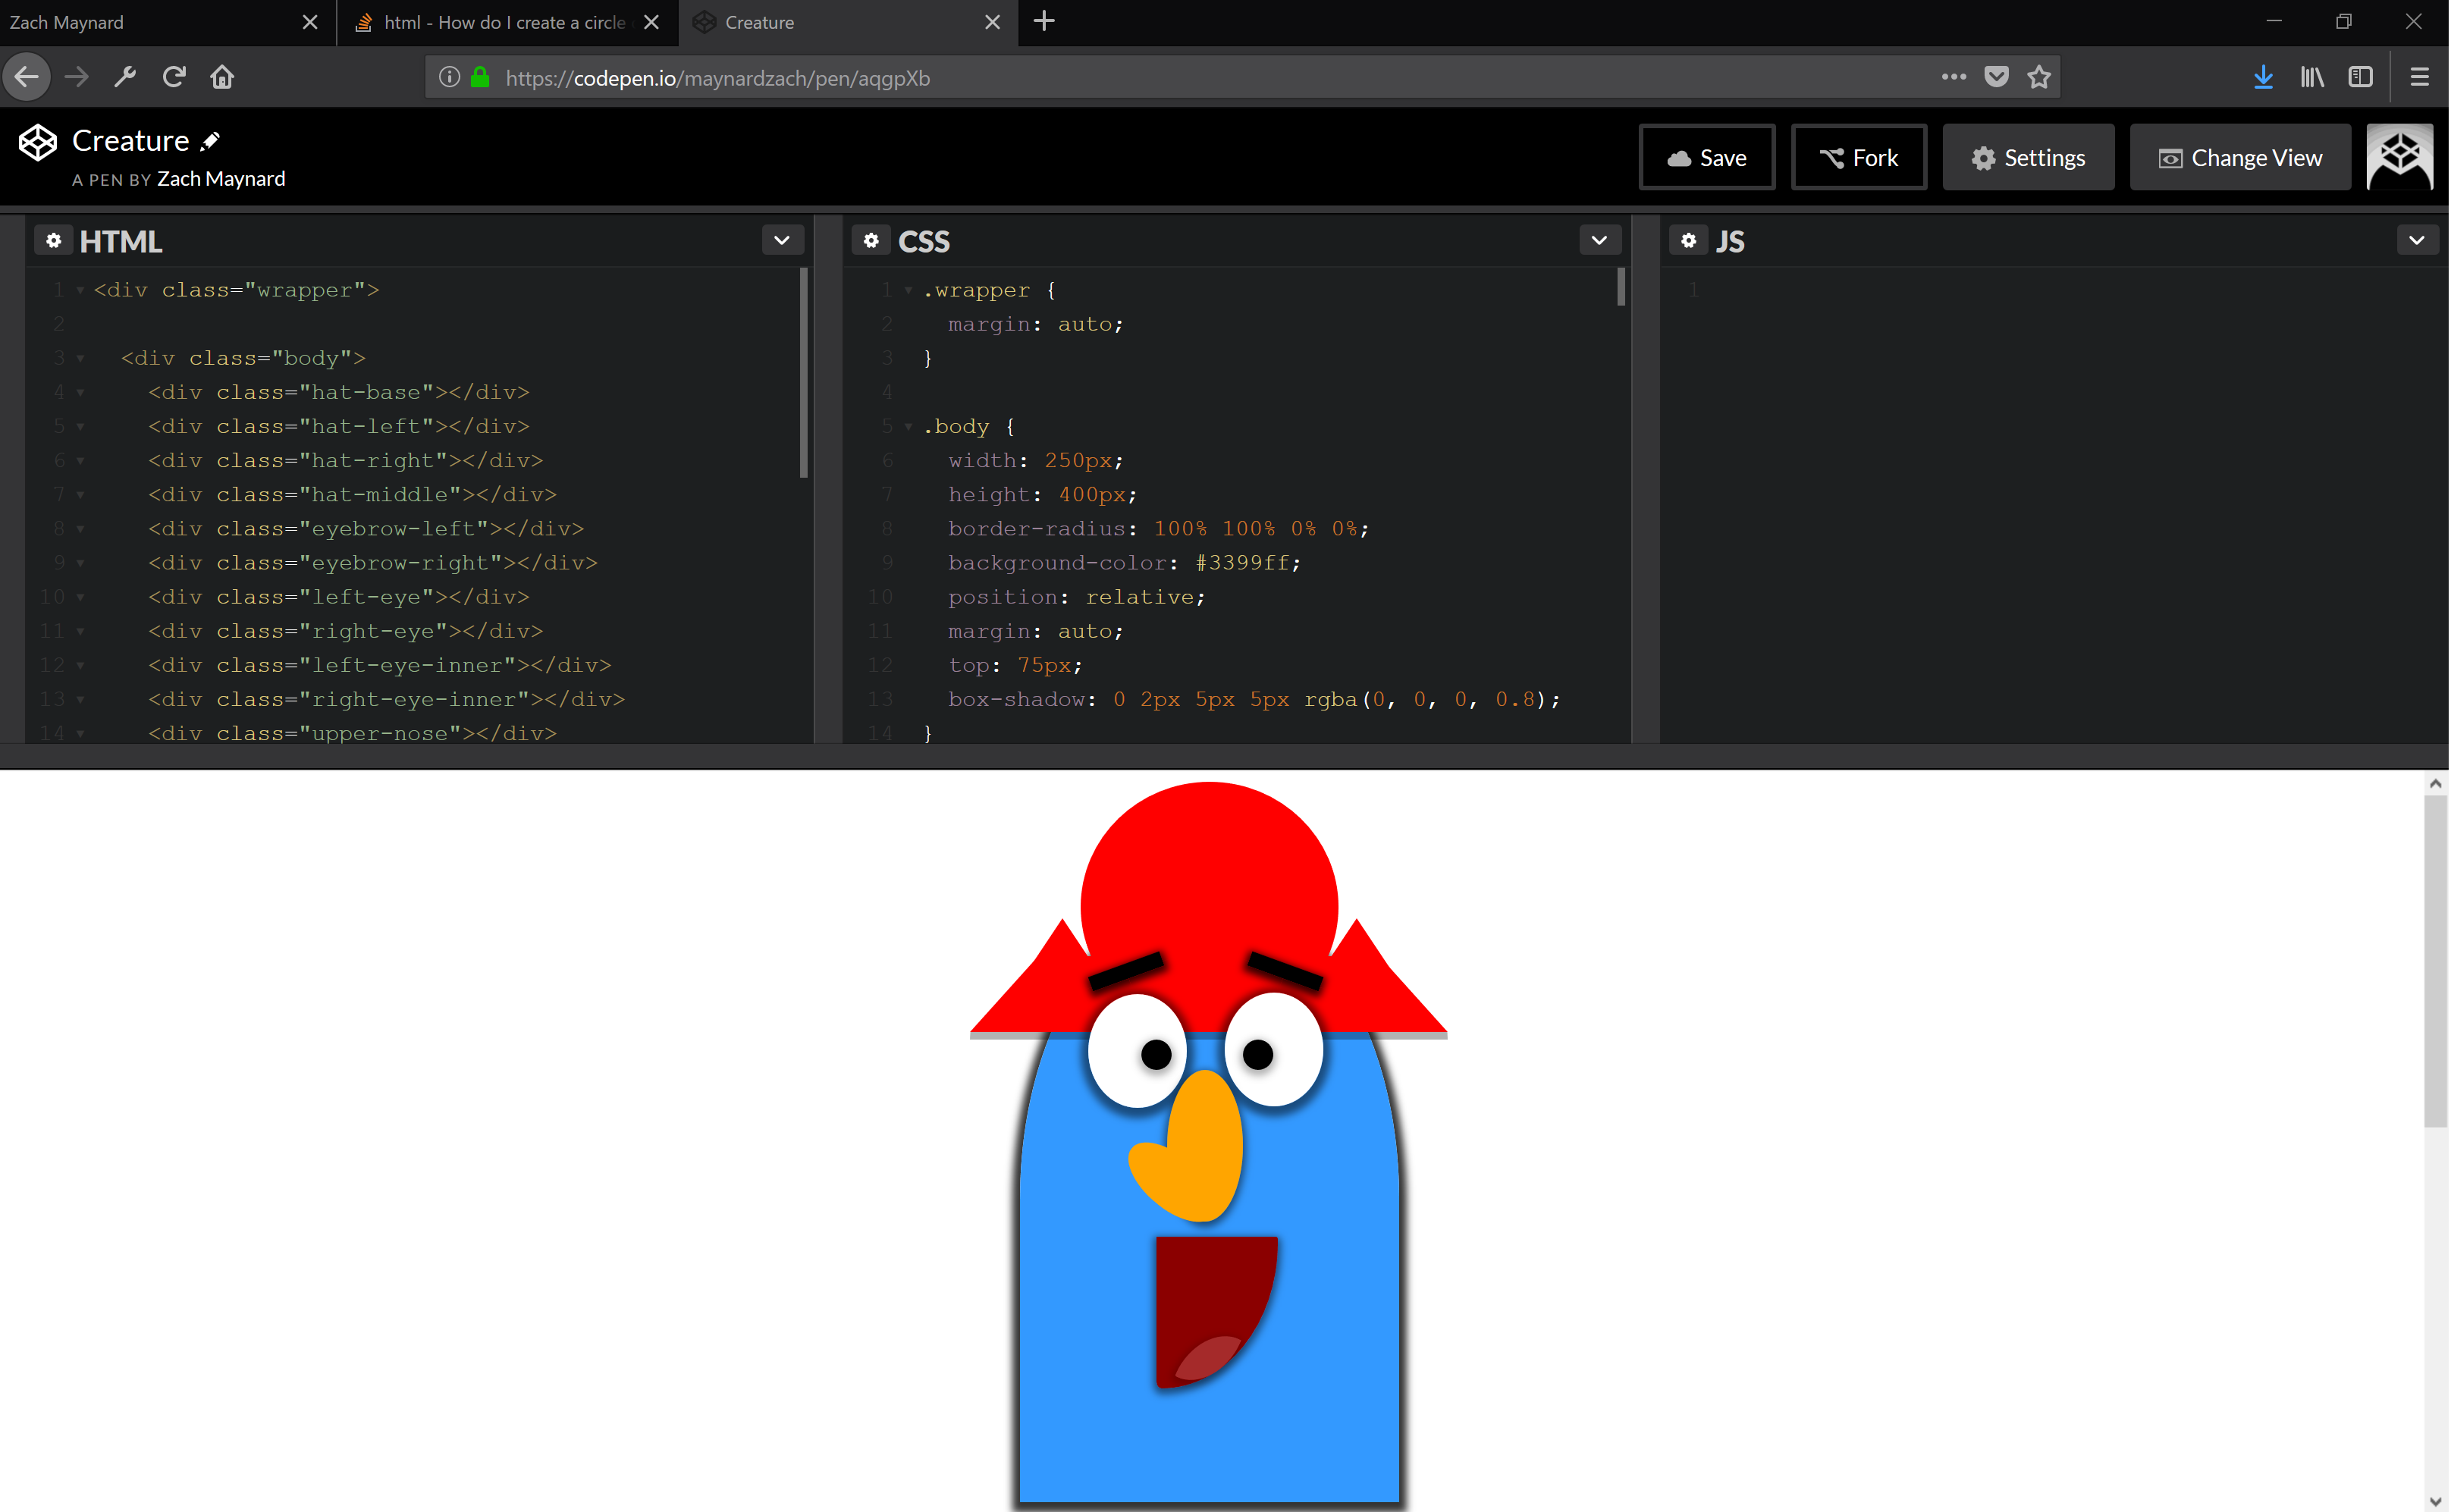 Zach Maynard
html - How do I create a circle
Creature
https://codepen.io/maynardzach/pen/aqgpXb
Creature
A PEN BY Zach Maynard
Save
Fork
Settings
Change View
HTML
1 <div class="wrapper">
2
3 <div class="body">
4 <div class="hat-base"></div>
5 <div class="hat-left"></div>
6 <div class="hat-right"></div>
7 <div class="hat-middle"></div>
8 <div class="eyebrow-left"></div>
9 <div class="eyebrow-right"></div>
10 <div class="left-eye"></div>
11 <div class="right-eye"></div>
12 <div class="left-eye-inner"></div>
13 <div class="right-eye-inner"></div>
14 <div class="upper-nose"></div>
CSS
1 .wrapper {
2 margin: auto;
3 }
4
5 .body {
6 width: 250px;
7 height: 400px;
8 border-radius: 100% 100% 0% 0%;
9 background-color: #3399ff;
10 position: relative;
11 margin: auto;
12 top: 75px;
13 box-shadow: 0 2px 5px 5px rgba(0, 0, 0, 0.8);
14 }
JS
1